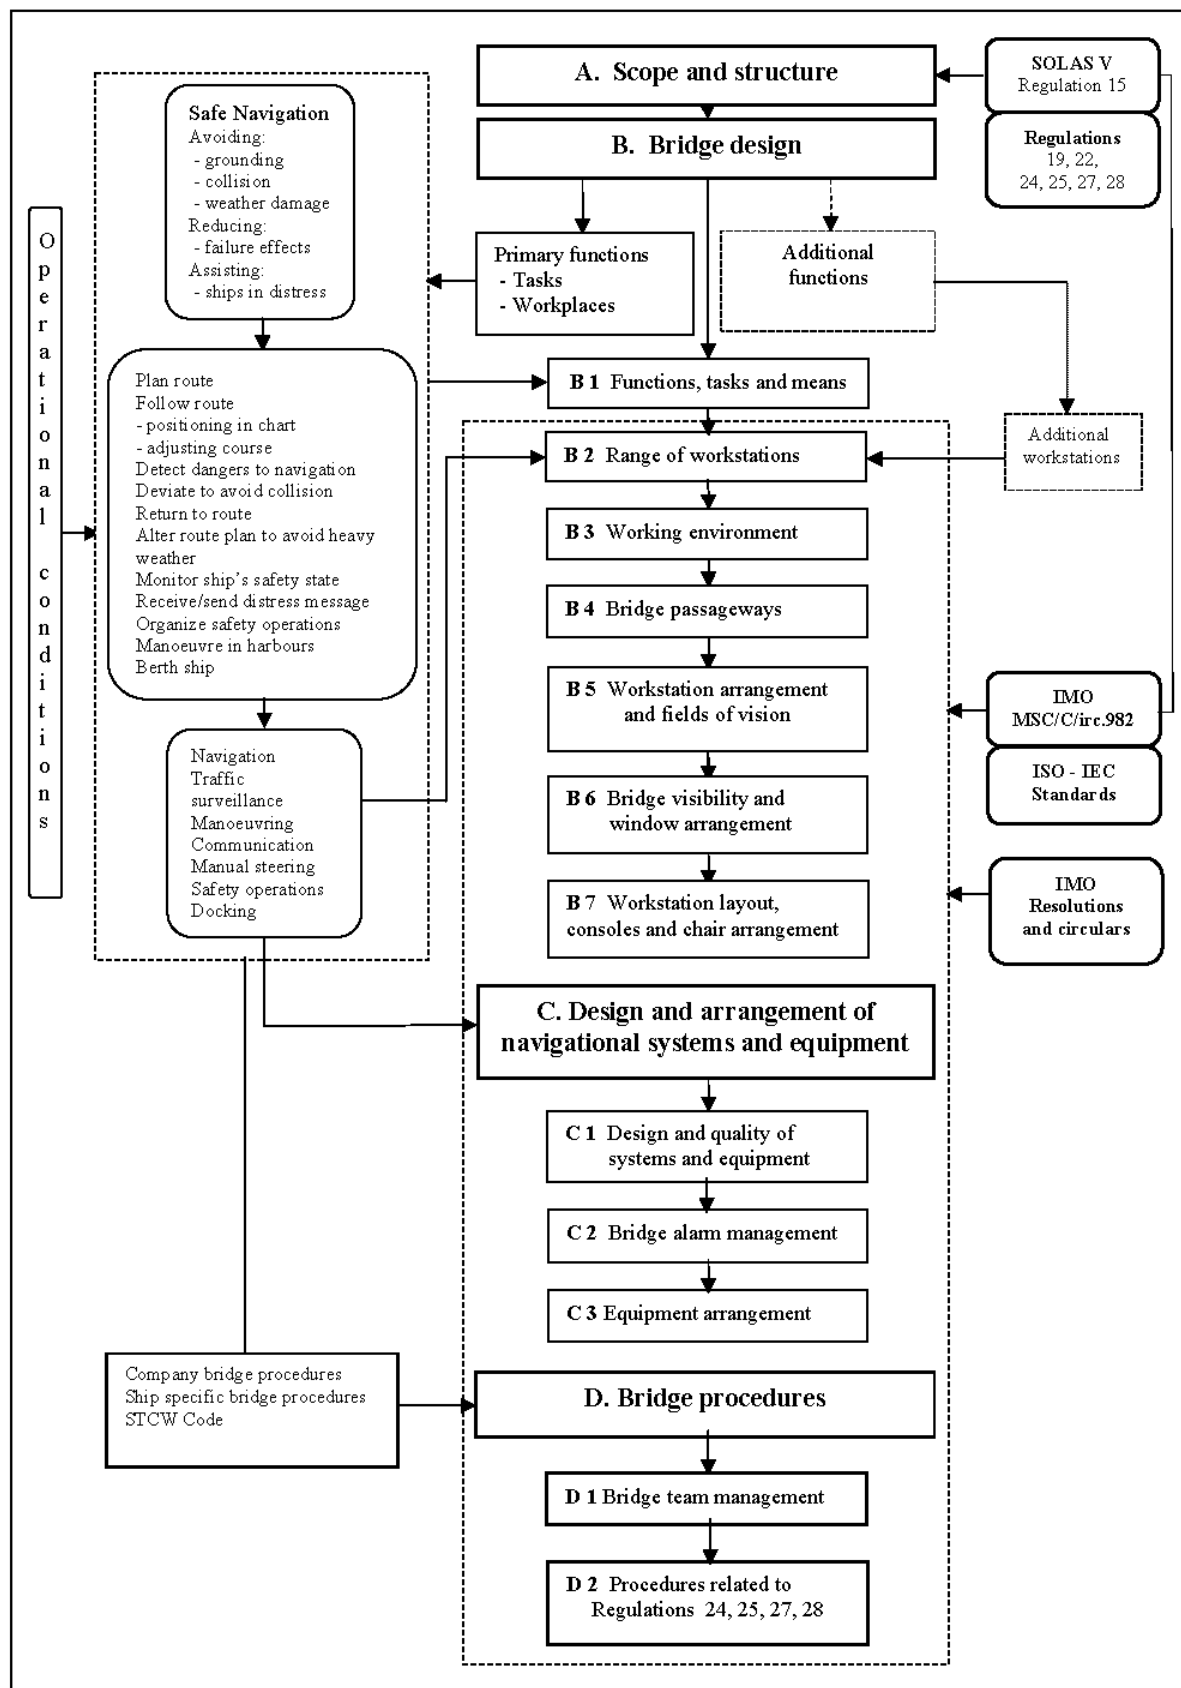 A. Scope and structure
SOLAS V
Regulation 15
Regulations
19, 22,
24, 25, 27, 28
B. Bridge design
Operational conditions
Safe Navigation
Avoiding:
- grounding
- collision
- weather damage
Reducing:
- failure effects
Assisting:
- ships in distress
Primary functions
- Tasks
- Workplaces
Additional
functions
Plan route
Follow route
- positioning in chart
- adjusting course
Detect dangers to navigation
Deviate to avoid collision
Return to route
Alter route plan to avoid heavy
weather
Monitor ship's safety state
Receive/send distress message
Organize safety operations
Manoeuvre in harbours
Berth ship
B 1 Functions, tasks and means
B 2 Range of workstations
Additional
workstations
B 3 Working environment
B 4 Bridge passageways
B 5 Workstation arrangement
and fields of vision
IMO
MSC/C/irc.982
ISO - IEC
Standards
Navigation
Traffic
surveillance
Manoeuvring
Communication
Manual steering
Safety operations
Docking
B 6 Bridge visibility and
window arrangement
B 7 Workstation layout,
consoles and chair arrangement
IMO
Resolutions
and circulars
C. Design and arrangement of
navigational systems and equipment
C 1 Design and quality of
systems and equipment
C 2 Bridge alarm management
C 3 Equipment arrangement
Company bridge procedures
Ship specific bridge procedures
STCW Code
D. Bridge procedures
D 1 Bridge team management
D 2 Procedures related to
Regulations 24, 25, 27, 28